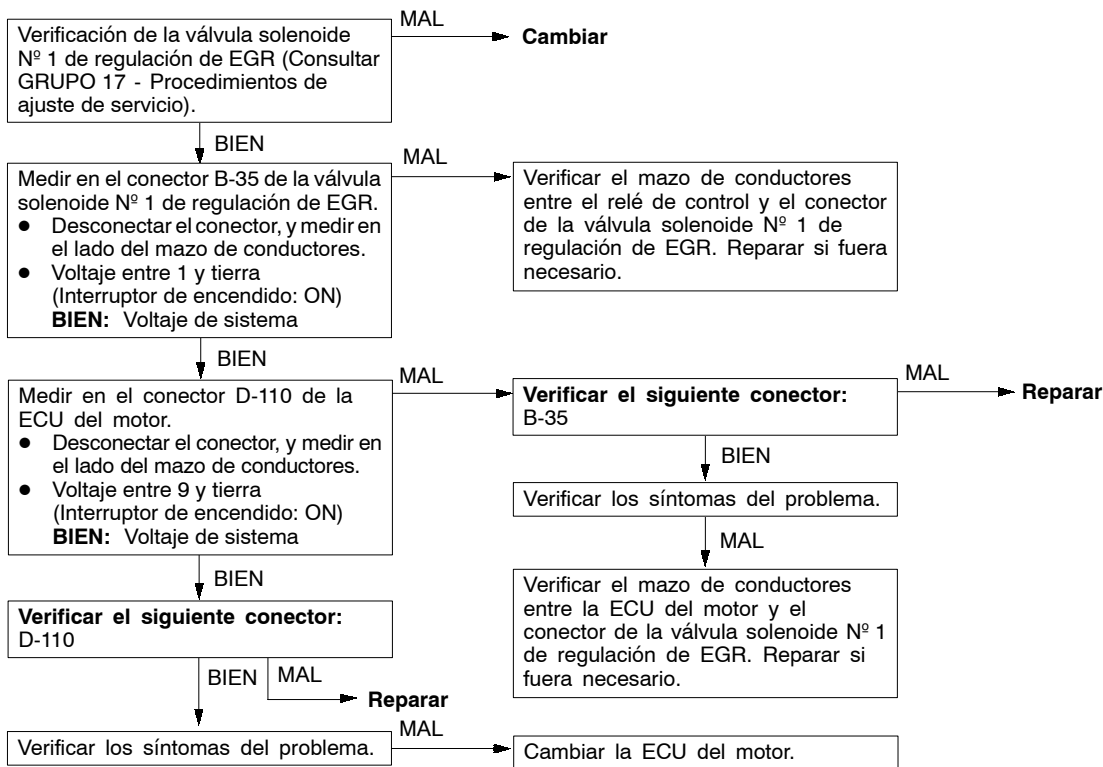 MAL
Verificación de la válvula solenoide
Nº 1 de regulación de EGR (Consultar
GRUPO 17 - Procedimientos de
ajuste de servicio).
Cambiar
BIEN
MAL
Medir en el conector B-35 de la válvula
solenoide Nº 1 de regulación de EGR.
● Desconectar el conector, y medir en
el lado del mazo de conductores.
● Voltaje entre 1 y tierra
(Interruptor de encendido: ON)
BIEN: Voltaje de sistema
Verificar el mazo de conductores
entre el relé de control y el conector
de la válvula solenoide Nº 1 de
regulación de EGR. Reparar si fuera
necesario.
BIEN
MAL
Medir en el conector D-110 de la
ECU del motor.
● Desconectar el conector, y medir en
el lado del mazo de conductores.
● Voltaje entre 9 y tierra
(Interruptor de encendido: ON)
BIEN: Voltaje de sistema
Verificar el siguiente conector:
B-35
MAL
Reparar
BIEN
Verificar los síntomas del problema.
MAL
Verificar el mazo de conductores
entre la ECU del motor y el
conector de la válvula solenoide Nº 1
de regulación de EGR. Reparar si
fuera necesario.
BIEN
Verificar el siguiente conector:
D-110
BIEN
MAL
Reparar
Verificar los síntomas del problema.
MAL
Cambiar la ECU del motor.